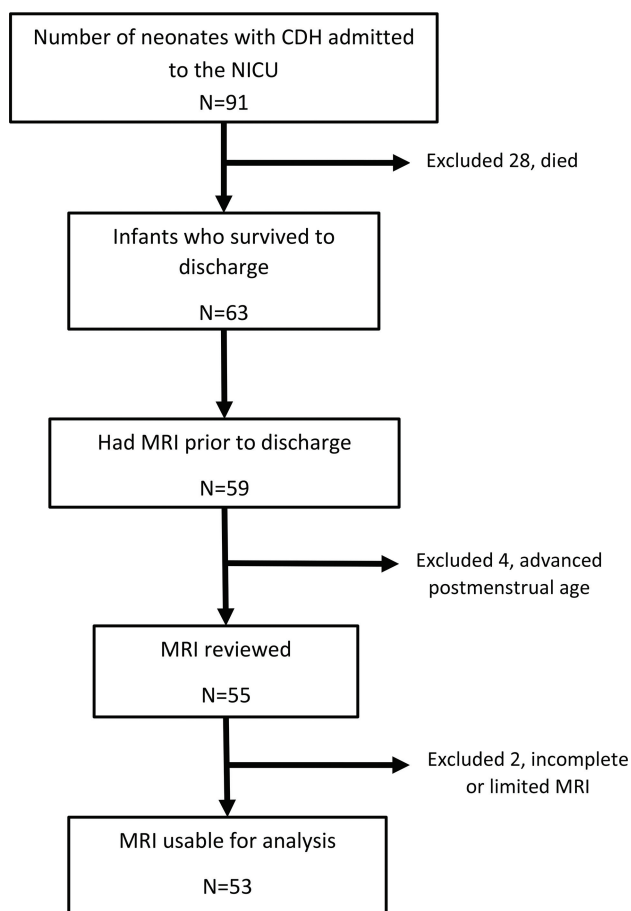 Number of neonates with CDH admitted
to the NICU
N=91
Excluded 28, died
Infants who survived to
discharge
N=63
Had MRI prior to discharge
N=59
Excluded 4, advanced
postmenstrual age
MRI reviewed
N=55
Excluded 2, incomplete
or limited MRI
MRI usable for analysis
N=53